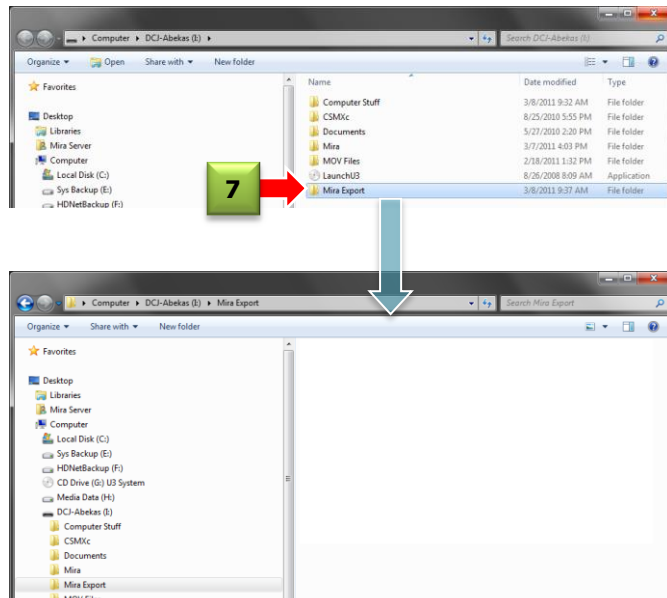 Computer ▸ DCJ-Abekas (I:) ▸
Search DCJ-Abekas (I:)
Organize ▾ Open Share with ▾ New folder
Favorites
Desktop
Libraries
Mira Server
Computer
Local Disk (C:)
Sys Backup (E:)
HDNetBackup (F:)
Name Date modified Type
Computer Stuff 3/8/2011 9:32 AM File folder
CSMXc 8/25/2010 5:55 PM File folder
Documents 5/27/2010 2:20 PM File folder
Mira 3/7/2011 4:03 PM File folder
MOV Files 2/18/2011 1:32 PM File folder
LaunchU3 8/26/2008 8:09 AM Application
Mira Export 3/8/2011 9:37 AM File folder
7
Computer ▸ DCJ-Abekas (I:) ▸ Mira Export
Search Mira Export
Organize ▾ Share with ▾ New folder
Favorites
Desktop
Libraries
Mira Server
Computer
Local Disk (C:)
Sys Backup (E:)
HDNetBackup (F:)
CD Drive (G:) U3 System
Media Data (H:)
DCJ-Abekas (I:)
Computer Stuff
CSMXc
Documents
Mira
Mira Export
MOV Files